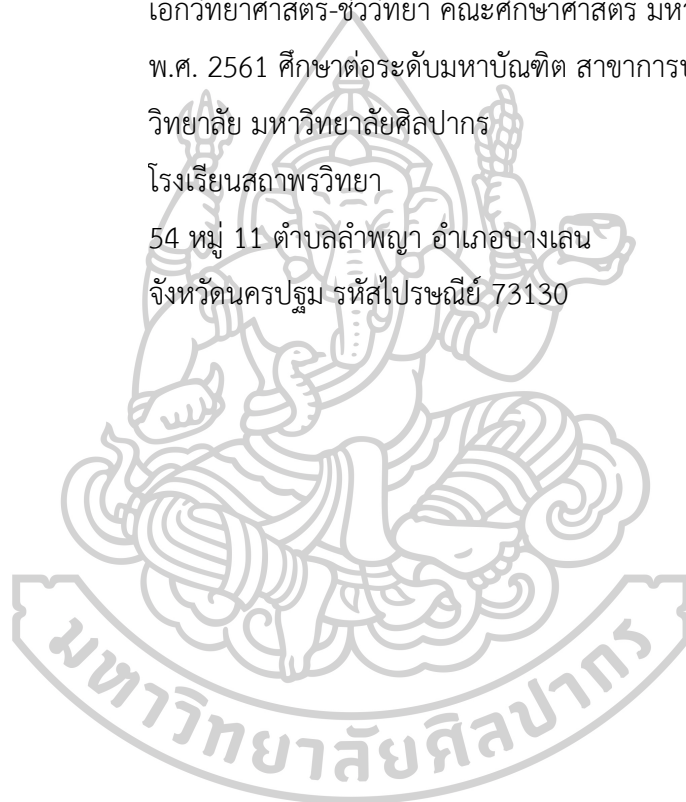 เอกวิทยาศาสตร์-ชีววิทยา คณะศึกษาศาสตร์
พ.ศ. 2561 ศึกษาต่อระดับมหาบัณฑิต
วิทยาลัย มหาวิทยาลัยศิลปากร
โรงเรียนสถาพรวิทยา
54 หมู่ 11 ตำบลลำพญา อำเภอบางเลน
จังหวัดนครปฐม รหัสไปรษณีย์ 73130
มหาวิทยาลัยศิลปากร